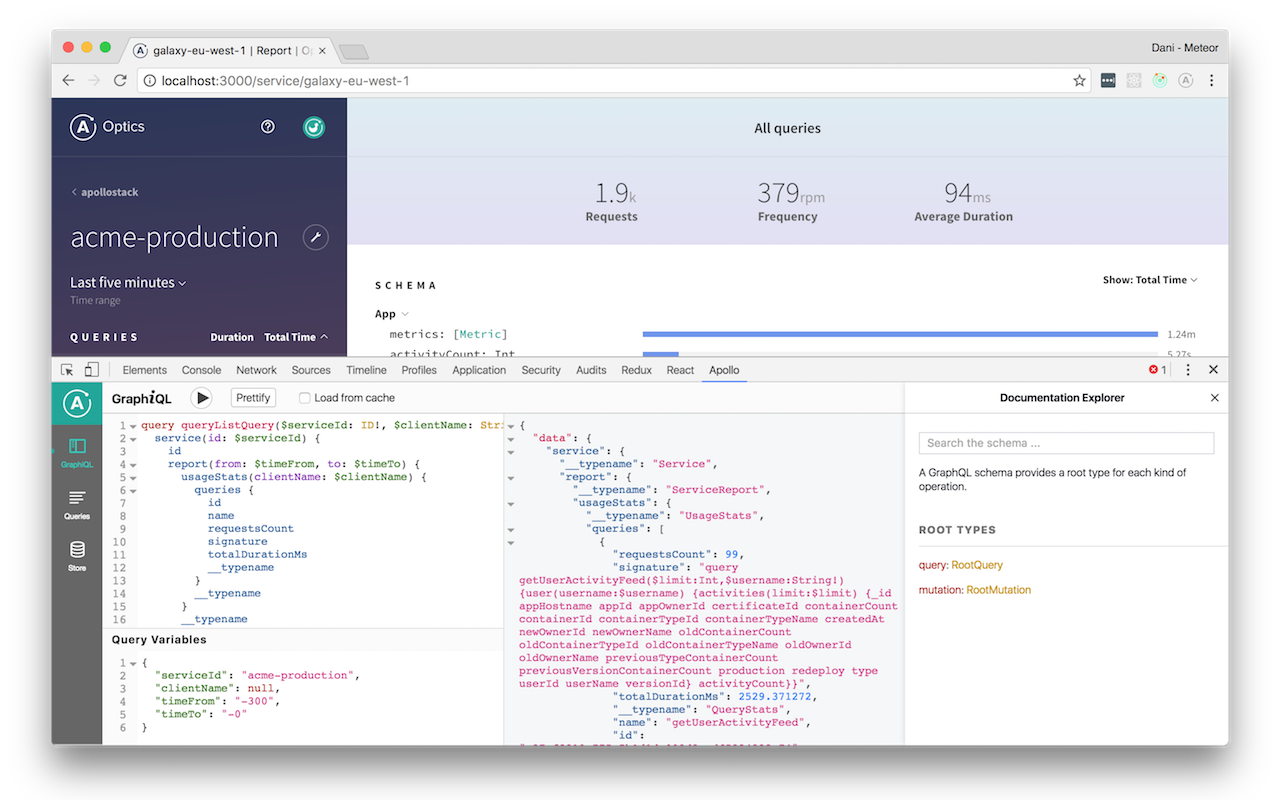 galaxy-eu-west-1 | Report | Op
Dani - Meteor
localhost:3000/service/galaxy-eu-west-1
Optics
apollostack
acme-production
Last five minutes
Time range
QUERIES Duration Total Time
All queries
1.9k 379rpm 94ms
Requests Frequency Average Duration
SCHEMA Show: Total Time
App
metrics: [Metric] 1.24m
activityCount: Int 5.27s
Elements Console Network Sources Timeline Profiles Application Security Audits Redux React Apollo 1
GraphiQL
Queries
Store
GraphiQL Prettify Load from cache
1 query queryListQuery($serviceId: ID!, $clientName: Stri
2 service(id: $serviceId) {
3 id
4 report(from: $timeFrom, to: $timeTo) {
5 usageStats(clientName: $clientName) {
6 queries {
7 id
8 name
9 requestsCount
10 signature
11 totalDurationMs
12 __typename
13 }
14 __typename
15 }
16 __typename
Query Variables
1 {
2 "serviceId": "acme-production",
3 "clientName": null,
4 "timeFrom": "-300",
5 "timeTo": "-0"
6 }
{
"data": {
"service": {
"__typename": "Service",
"report": {
"__typename": "ServiceReport",
"usageStats": {
"__typename": "UsageStats",
"queries": [
{
"requestsCount": 99,
"signature": "query
getUserActivityFeed($limit:Int,$username:String!)
{user(username:$username) {activities(limit:$limit) {_id
appHostname appId appOwnerId certificateId containerCount
containerId containerTypeId containerTypeName createdAt
newOwnerId newOwnerName oldContainerCount
oldContainerTypeId oldContainerTypeName oldOwnerId
oldOwnerName previousTypeContainerCount
previousVersionContainerCount production redeploy type
userId userName versionId} activityCount}}",
"totalDurationMs": 2529.371272,
"__typename": "QueryStats",
"name": "getUserActivityFeed",
"id":
Documentation Explorer
Search the schema ...
A GraphQL schema provides a root type for each kind of
operation.
ROOT TYPES
query: RootQuery
mutation: RootMutation